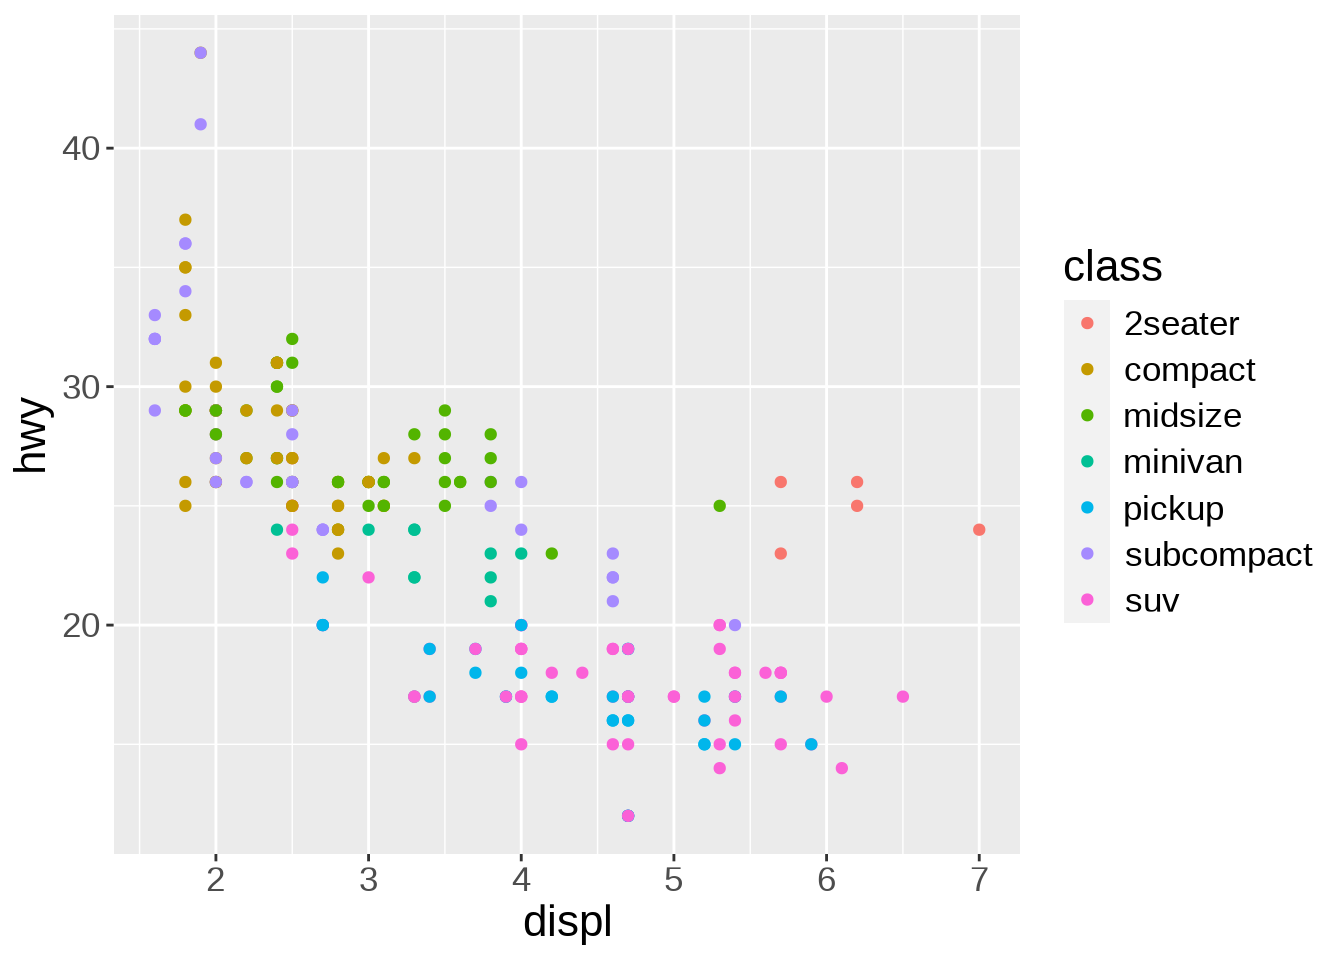 40
30
20
hwy
2
3
4
5
6
7
displ
class
2seater
compact
midsize
minivan
pickup
subcompact
suv